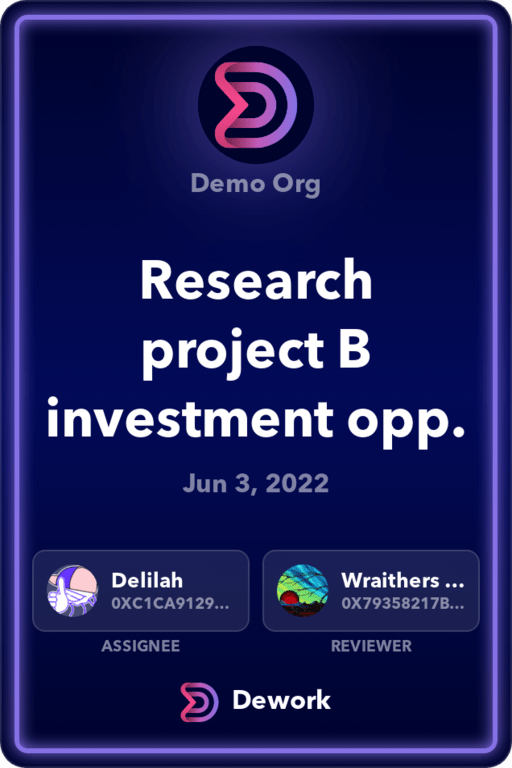 Demo Org
Research
project B
investment opp.
Jun 3, 2022
Delilah
0XC1CA9129...
ASSIGNEE
Wraithers ...
0X79358217B...
REVIEWER
Dework